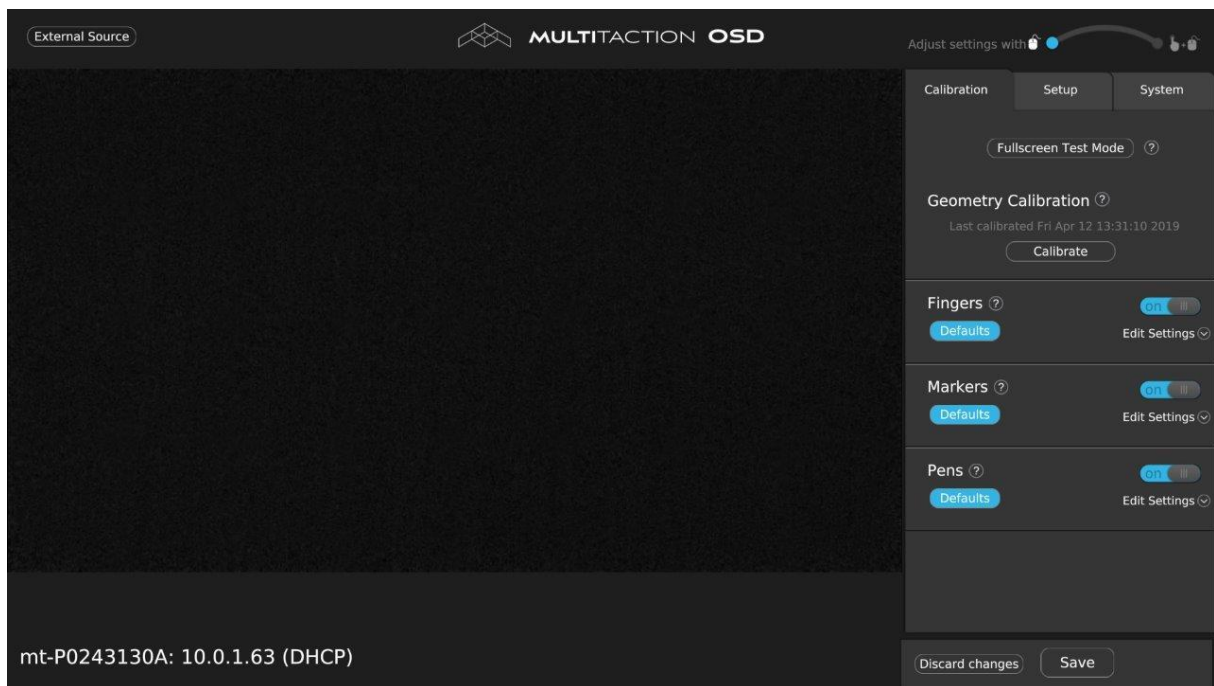 External Source
MULTITACTION OSD
Adjust settings with
Calibration
Setup
System
Fullscreen Test Mode ?
Geometry Calibration ?
Last calibrated Fri Apr 12 13:31:10 2019
Calibrate
Fingers ?
on
Defaults
Edit Settings
Markers ?
on
Defaults
Edit Settings
Pens ?
on
Defaults
Edit Settings
mt-P0243130A: 10.0.1.63 (DHCP)
Discard changes
Save